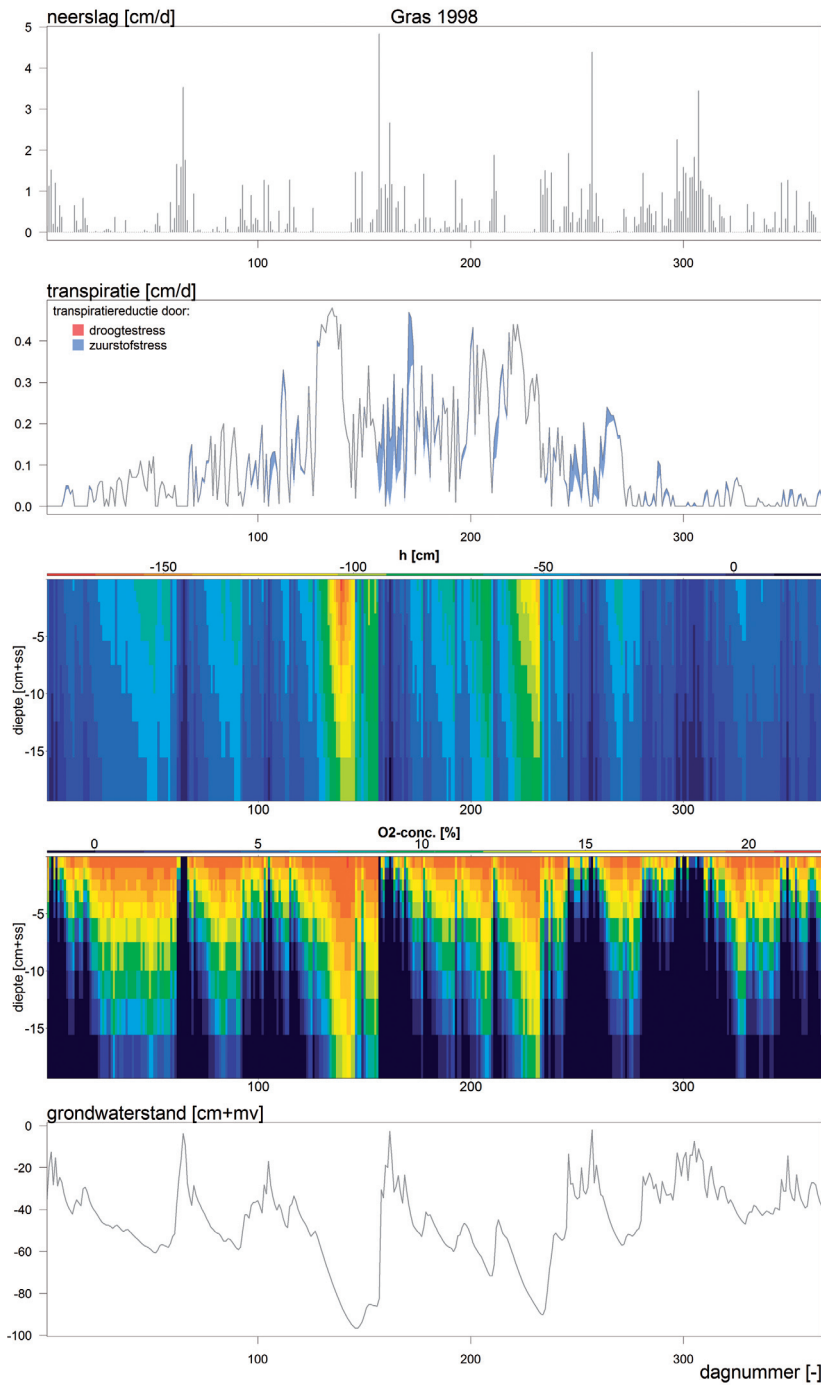 neerslag [cm/d] Gras 1998
5
4
3
2
1
0
100 200 300
transpiratie [cm/d]
transpiratiereductie door:
droogtestress
zuurstofstress
0.4
0.3
0.2
0.1
0.0
100 200 300
h [cm]
-150 -100 -50 0
diepte [cm+ss]
-5
-10
-15
100 200 300
O2-conc. [%]
0 5 10 15 20
diepte [cm+ss]
-5
-10
-15
100 200 300
grondwaterstand [cm+mv]
0
-20
-40
-60
-80
-100
100 200 300
dagnummer [-]